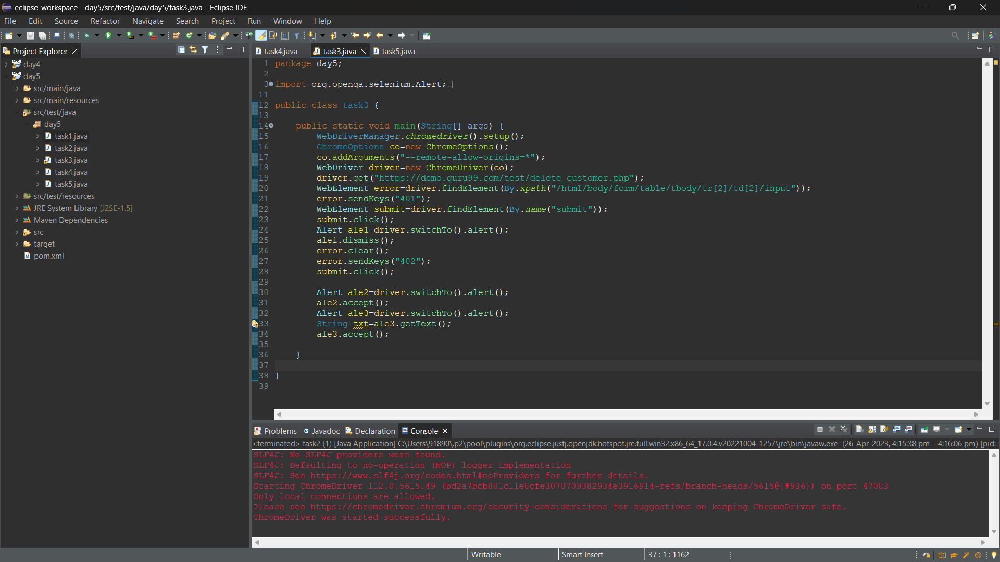 eclipse-workspace - day5/src/test/java/day5/task3.java - Eclipse IDE
File Edit Source Refactor Navigate Search Project Run Window Help
Project Explorer
day4
day5
src/main/java
src/main/resources
src/test/java
day5
task1.java
task2.java
task3.java
task4.java
task5.java
src/test/resources
JRE System Library [J2SE-1.5]
Maven Dependencies
src
target
pom.xml
task4.java task3.java task5.java
1 package day5;
2
3 import org.openqa.selenium.Alert;
11
12 public class task3 {
13
14 public static void main(String[] args) {
15 WebDriverManager.chromedriver().setup();
16 ChromeOptions co=new ChromeOptions();
17 co.addArguments("--remote-allow-origins=*");
18 WebDriver driver=new ChromeDriver(co);
19 driver.get("https://demo.guru99.com/test/delete_customer.php");
20 WebElement error=driver.findElement(By.xpath("/html/body/form/table/tbody/tr[2]/td[2]/input"));
21 error.sendKeys("401");
22 WebElement submit=driver.findElement(By.name("submit"));
23 submit.click();
24 Alert ale1=driver.switchTo().alert();
25 ale1.dismiss();
26 error.clear();
27 error.sendKeys("402");
28 submit.click();
29
30 Alert ale2=driver.switchTo().alert();
31 ale2.accept();
32 Alert ale3=driver.switchTo().alert();
33 String txt=ale3.getText();
34 ale3.accept();
35
36 }
37
38 }
39
Problems Javadoc Declaration Console
<terminated> task2 (1) [Java Application] C:\Users\91890\.p2\pool\plugins\org.eclipse.justj.openjdk.hotspot.jre.full.win32.x86_64_17.0.4.v20221004-1257\jre\bin\javaw.exe (26-Apr-2023, 4:15:38 pm – 4:16:06 pm) [pid:
SLF4J: No SLF4J providers were found.
SLF4J: Defaulting to no-operation (NOP) logger implementation
SLF4J: See https://www.slf4j.org/codes.html#noProviders for further details.
Starting ChromeDriver 112.0.5615.49 (bd2a7bcb881c11e8cfe3078709382934e3916914-refs/branch-heads/5615@{#936}) on port 47083
Only local connections are allowed.
Please see https://chromedriver.chromium.org/security-considerations for suggestions on keeping ChromeDriver safe.
ChromeDriver was started successfully.
Writable Smart Insert 37 : 1 : 1162